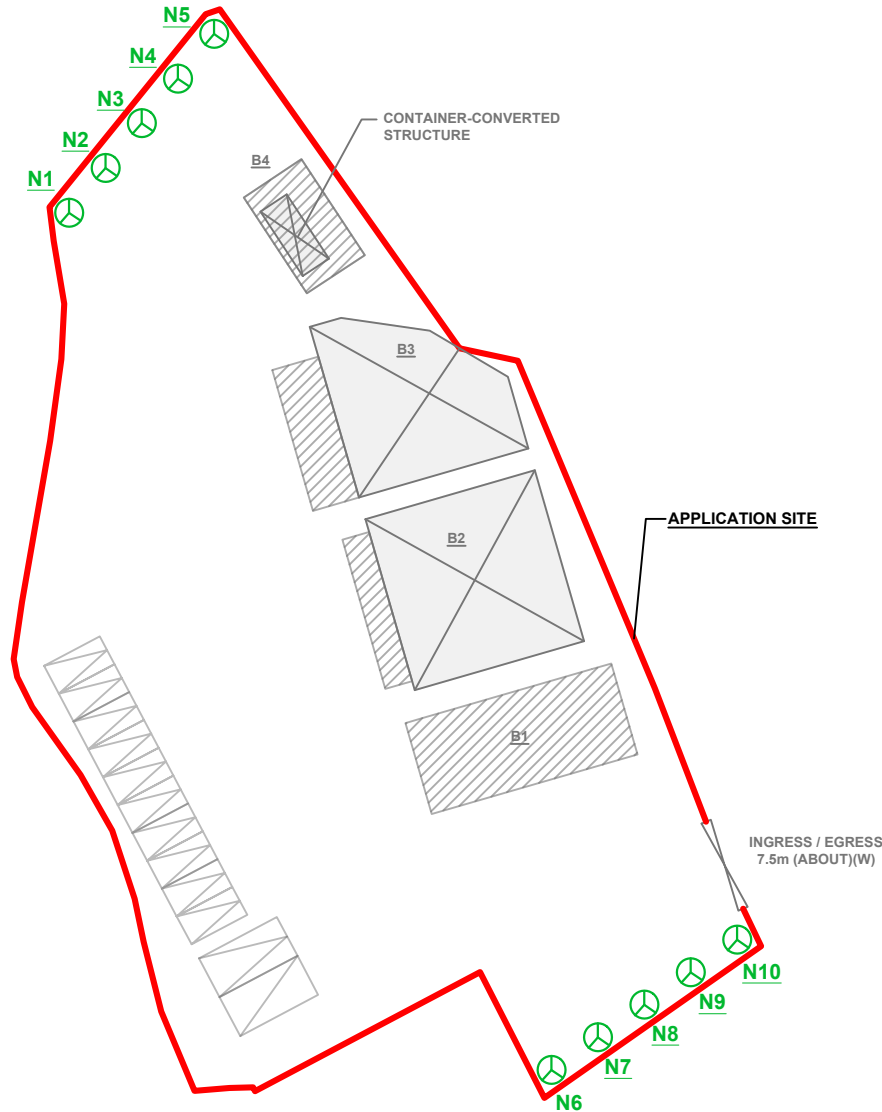 N5
N4
N3
N2
N1
CONTAINER-CONVERTED
STRUCTURE
B4
B3
APPLICATION SITE
B2
B1
INGRESS / EGRESS
7.5m (ABOUT)(W)
N10
N9
N8
N7
N6